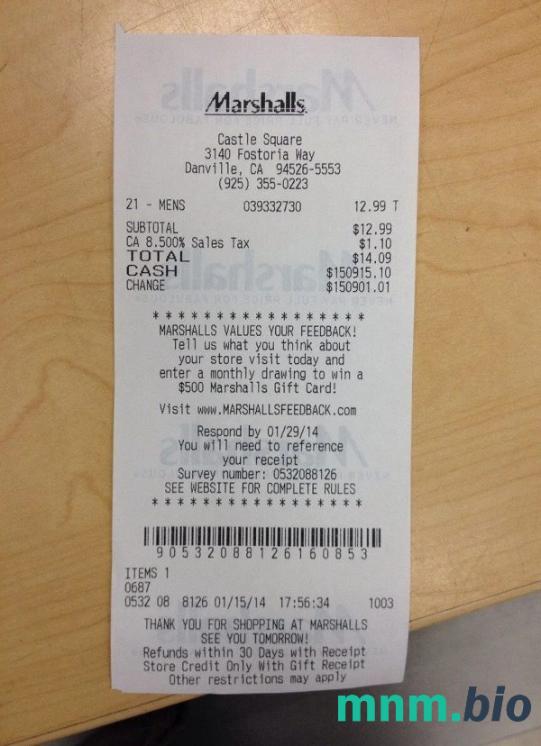 Marshalls.
Castle Square
3140 Fostoria Way
Danville, CA 94526-5553
(925) 355-0223
21 - MENS 039332730 12.99 T
SUBTOTAL $12.99
CA 8.500% Sales Tax $1.10
TOTAL $14.09
CASH $150915.10
CHANGE $150901.01
* * * * * * * * * * * * * * * * *
MARSHALLS VALUES YOUR FEEDBACK!
Tell us what you think about
your store visit today and
enter a monthly drawing to win a
$500 Marshalls Gift Card!
Visit www.MARSHALLSFEEDBACK.com
Respond by 01/29/14
You will need to reference
your receipt
Survey number: 0532088126
SEE WEBSITE FOR COMPLETE RULES
* * * * * * * * * * * * * * * * *
90532088126160853
ITEMS 1
0687
0532 08 8126 01/15/14 17:56:34 1003
THANK YOU FOR SHOPPING AT MARSHALLS
SEE YOU TOMORROW!
Refunds within 30 Days with Receipt
Store Credit Only With Gift Receipt
Other restrictions may apply
mnm.bio